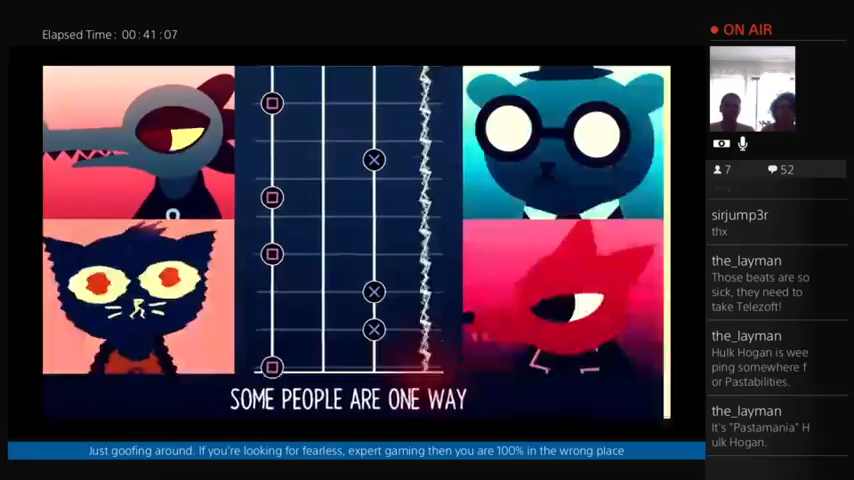 Elapsed Time: 00:41:07
ON AIR
7 52
sirjump3r
thx
the_layman
Those beats are so
sick, they need to
take Telezoft!
the_layman
Hulk Hogan is wee
ping somewhere f
or Pastabilities.
the_layman
It's "Pastamania" H
ulk Hogan.
SOME PEOPLE ARE ONE WAY
Just goofing around. If you're looking for fearless, expert gaming then you are 100% in the wrong place